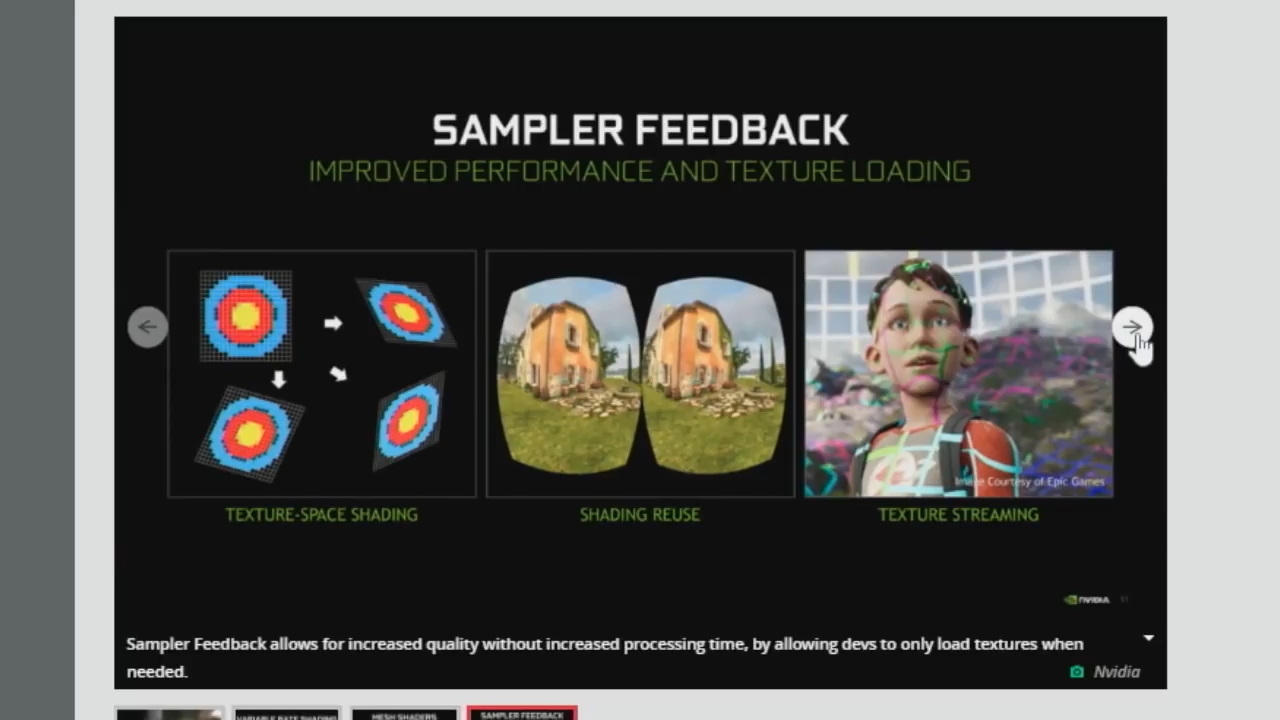 SAMPLER FEEDBACK
IMPROVED PERFORMANCE AND TEXTURE LOADING
Image Courtesy of Epic Games
TEXTURE-SPACE SHADING
SHADING REUSE
TEXTURE STREAMING
NVIDIA
Sampler Feedback allows for increased quality without increased processing time, by allowing devs to only load textures when
needed.
Nvidia
VARIABLE RATE SHADING
MESH SHADERS
SAMPLER FEEDBACK